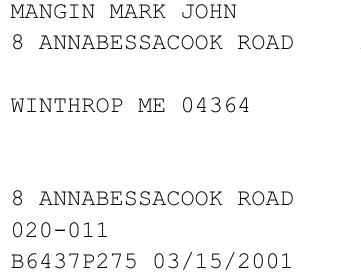 MANGIN MARK JOHN
8 ANNABESSACOOK ROAD
WINTHROP ME 04364
8 ANNABESSACOOK ROAD
020-011
B6437P275 03/15/2001